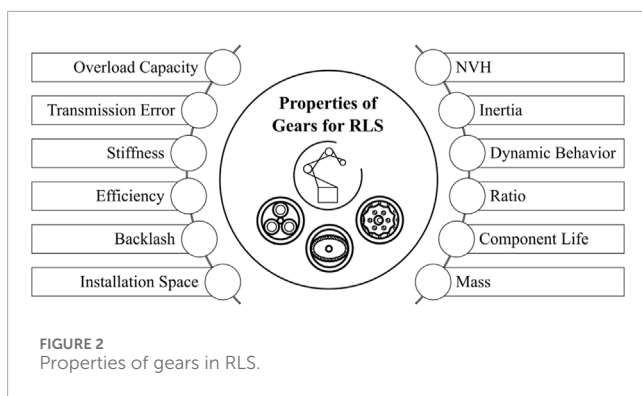 Overload Capacity
Transmission Error
Stiffness
Efficiency
Backlash
Installation Space
Properties of
Gears for RLS
NVH
Inertia
Dynamic Behavior
Ratio
Component Life
Mass
FIGURE 2
Properties of gears in RLS.